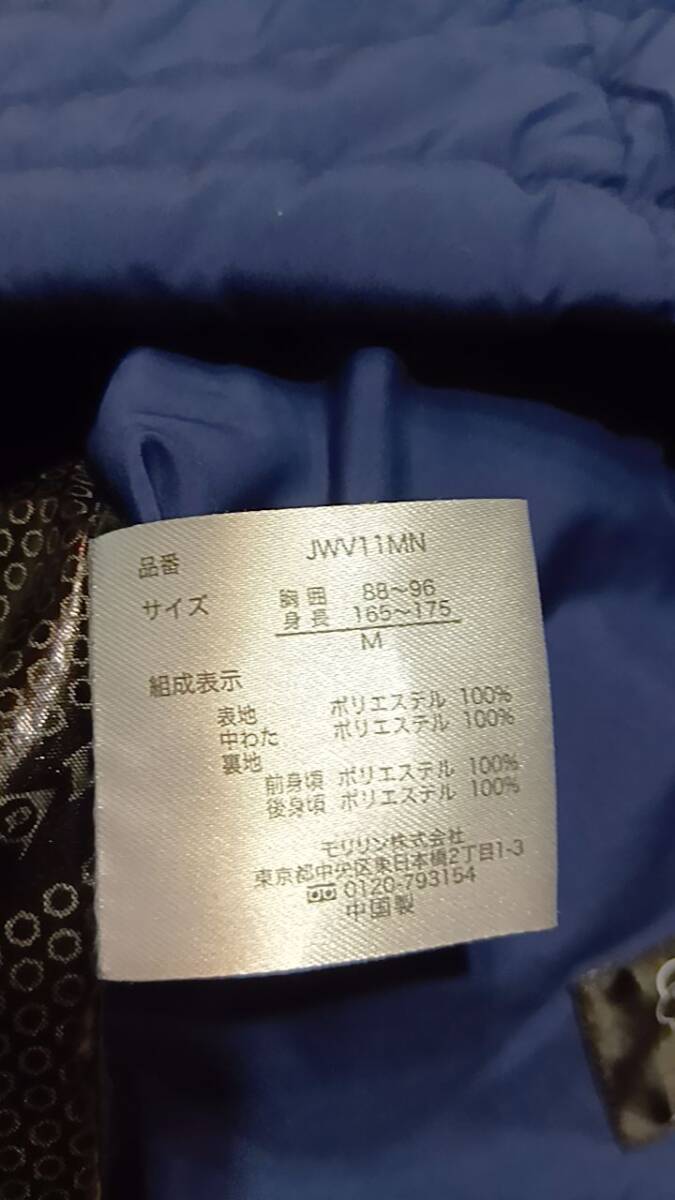 品番 JWV11MN
サイズ 胸囲 88～96
身長 165～175
M
組成表示
表地 ポリエステル 100%
中わた ポリエステル 100%
裏地
前身頃 ポリエステル 100%
後身頃 ポリエステル 100%
モリリン株式会社
東京都中央区東日本橋2丁目1-3
0120-793154
中国製